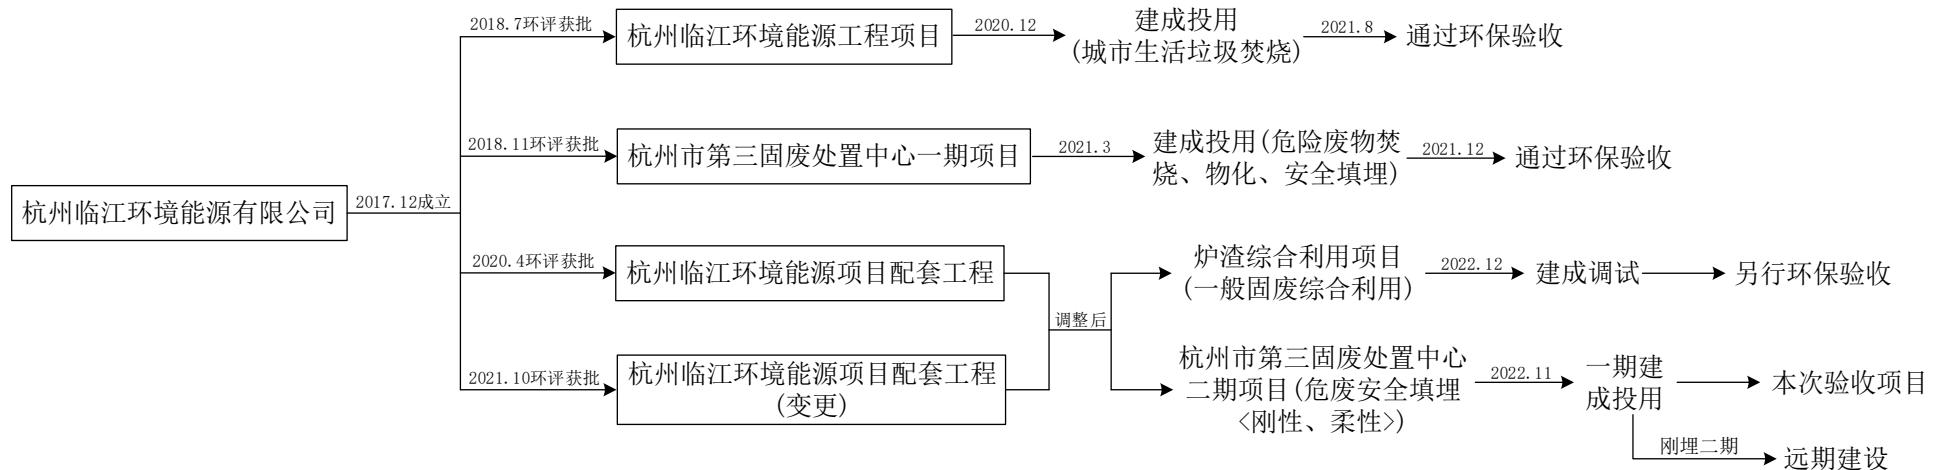 杭州临江环境能源有限公司
2017.12成立
2018.7环评获批
杭州临江环境能源工程项目
2020.12
建成投用
(城市生活垃圾焚烧)
2021.8
通过环保验收
2018.11环评获批
杭州市第三固废处置中心一期项目
2021.3
建成投用(危险废物焚
烧、物化、安全填埋)
2021.12
通过环保验收
2020.4环评获批
杭州临江环境能源项目配套工程
2021.10环评获批
杭州临江环境能源项目配套工程
(变更)
调整后
炉渣综合利用项目
(一般固废综合利用)
2022.12
建成调试
另行环保验收
杭州市第三固废处置中心
二期项目(危废安全填埋
<刚性、柔性>)
2022.11
一期建
成投用
本次验收项目
刚埋二期
远期建设